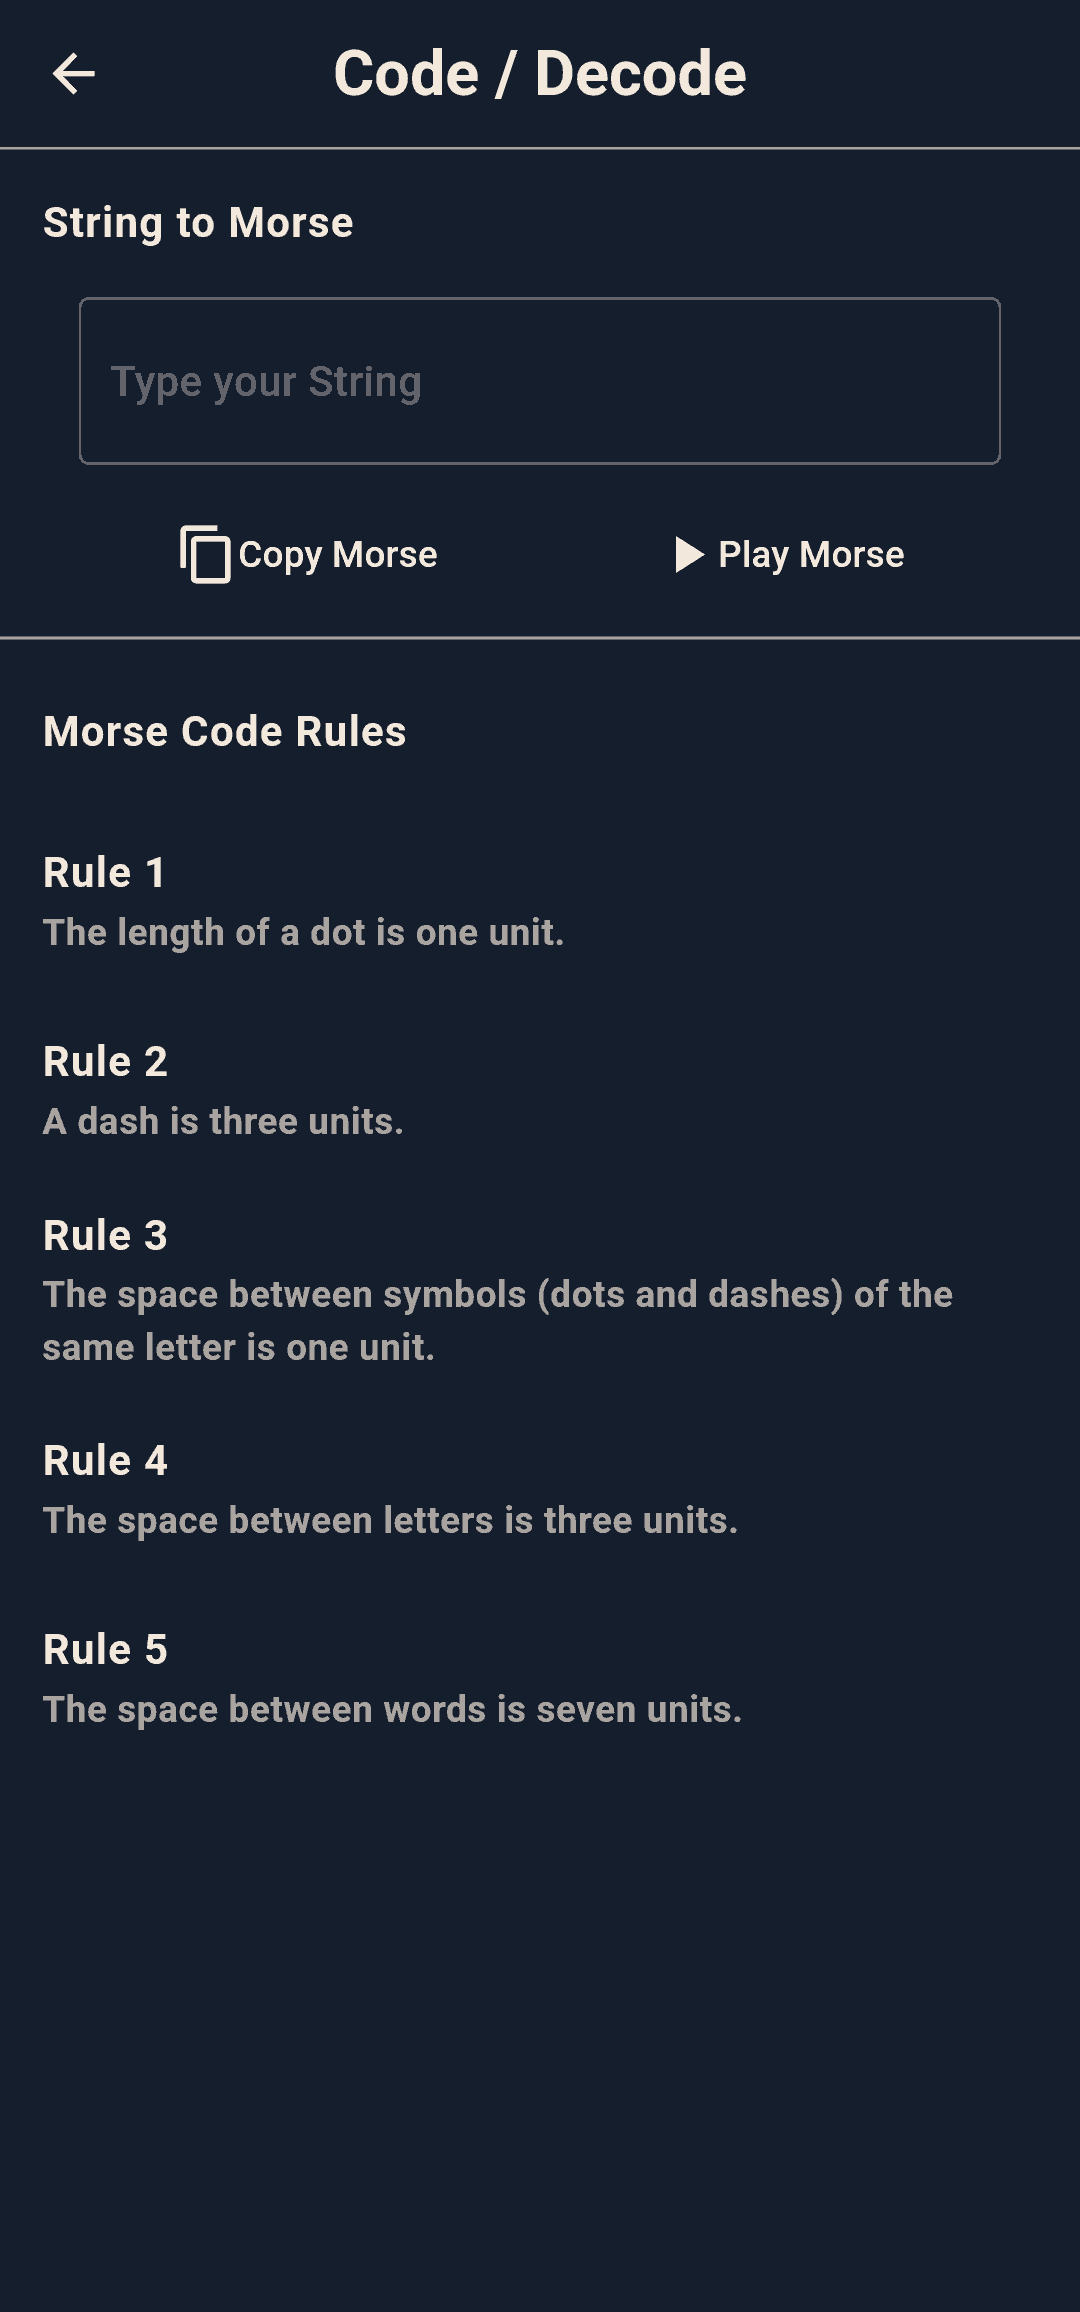 Code / Decode
String to Morse
Type your String
Copy Morse
Play Morse
Morse Code Rules
Rule 1
The length of a dot is one unit.
Rule 2
A dash is three units.
Rule 3
The space between symbols (dots and dashes) of the
same letter is one unit.
Rule 4
The space between letters is three units.
Rule 5
The space between words is seven units.